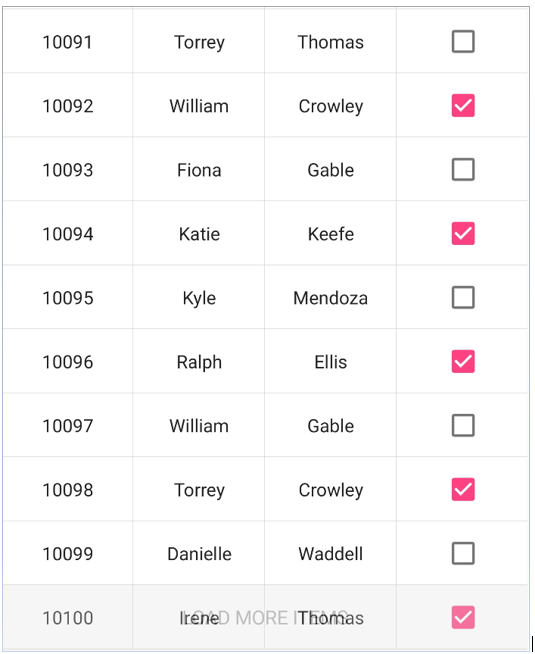 10091 Torrey Thomas
10092 William Crowley
10093 Fiona Gable
10094 Katie Keefe
10095 Kyle Mendoza
10096 Ralph Ellis
10097 William Gable
10098 Torrey Crowley
10099 Danielle Waddell
10100 Irene Thomas
LOAD MORE ITEMS